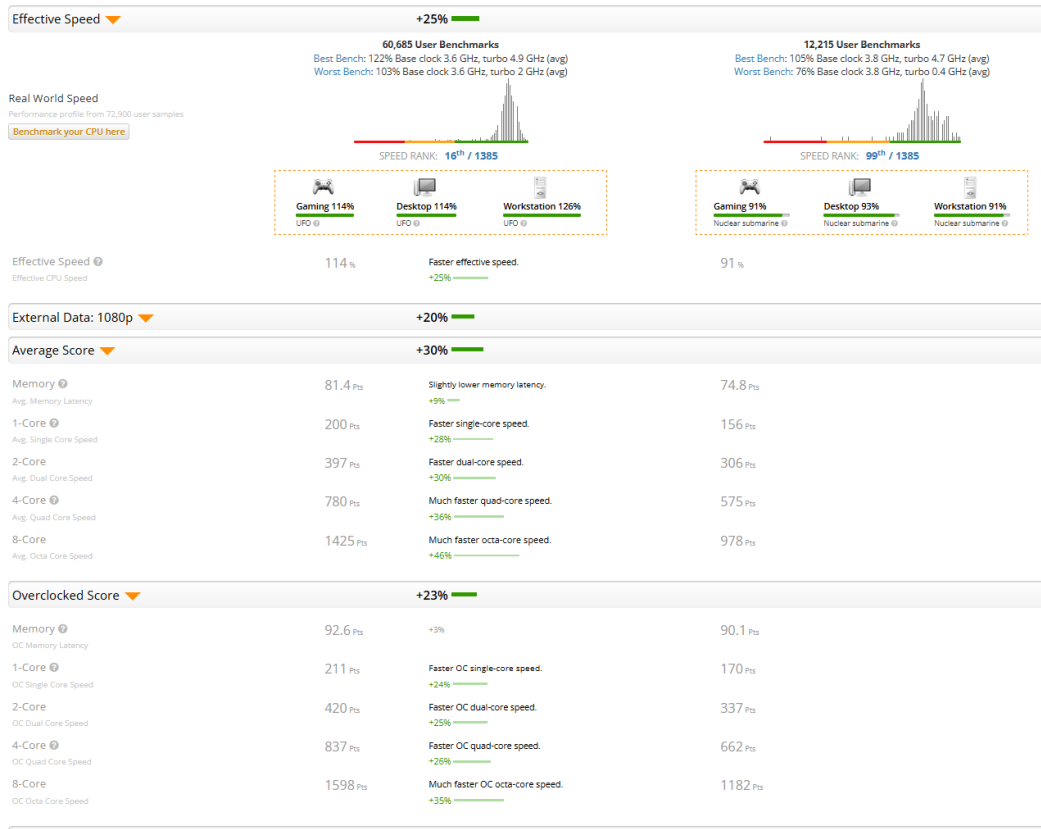 Effective Speed +25%
60,685 User Benchmarks 12,215 User Benchmarks
Best Bench: 122% Base clock 3.6 GHz, turbo 4.9 GHz (avg) Best Bench: 105% Base clock 3.8 GHz, turbo 4.7 GHz (avg)
Worst Bench: 103% Base clock 3.6 GHz, turbo 2 GHz (avg) Worst Bench: 76% Base clock 3.8 GHz, turbo 0.4 GHz (avg)
Real World Speed
Performance profile from 72,900 user samples
Benchmark your CPU here
SPEED RANK: 16th / 1385 SPEED RANK: 99th / 1385
Gaming 114% Desktop 114% Workstation 126% Gaming 91% Desktop 93% Workstation 91%
UFO UFO UFO Nuclear submarine Nuclear submarine Nuclear submarine
Effective Speed 114 % Faster effective speed. 91 %
Effective CPU Speed +25%
External Data: 1080p +20%
Average Score +30%
Memory 81.4 Pts Slightly lower memory latency. 74.8 Pts
Avg. Memory Latency +9%
1-Core 200 Pts Faster single-core speed. 156 Pts
Avg. Single Core Speed +28%
2-Core 397 Pts Faster dual-core speed. 306 Pts
Avg. Dual Core Speed +30%
4-Core 780 Pts Much faster quad-core speed. 575 Pts
Avg. Quad Core Speed +36%
8-Core 1425 Pts Much faster octa-core speed. 978 Pts
Avg. Octa Core Speed +46%
Overclocked Score +23%
Memory 92.6 Pts +3% 90.1 Pts
OC Memory Latency
1-Core 211 Pts Faster OC single-core speed. 170 Pts
OC Single Core Speed +24%
2-Core 420 Pts Faster OC dual-core speed. 337 Pts
OC Dual Core Speed +25%
4-Core 837 Pts Faster OC quad-core speed. 662 Pts
OC Quad Core Speed +26%
8-Core 1598 Pts Much faster OC octa-core speed. 1182 Pts
OC Octa Core Speed +35%